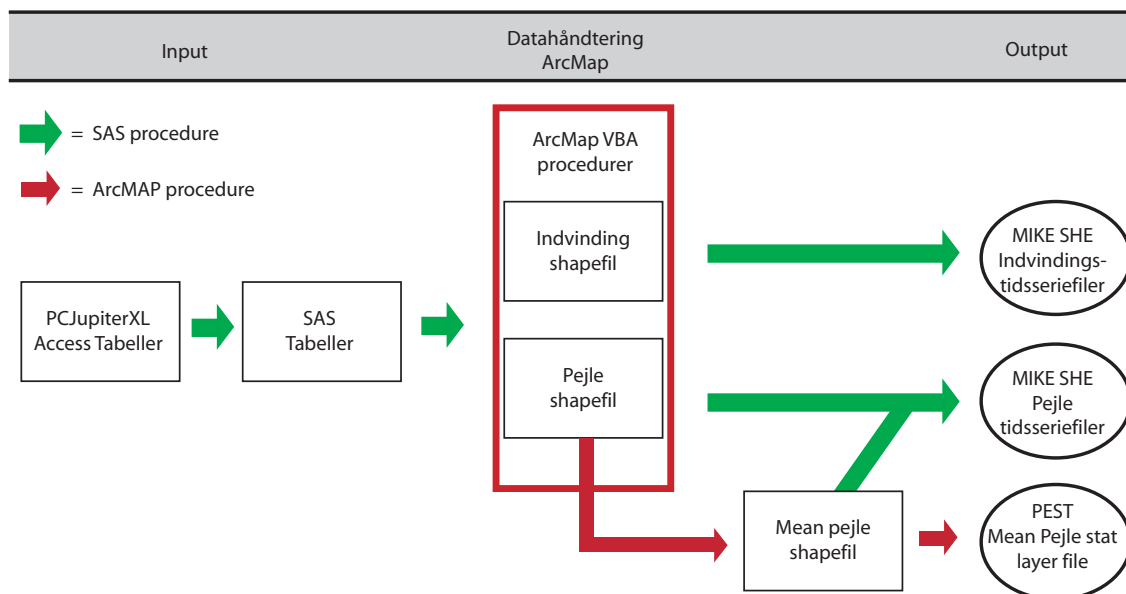 Input
Datahåndtering
ArcMap
Output
= SAS procedure
= ArcMAP procedure
ArcMap VBA
procedurer
Indvinding
shapefil
MIKE SHE
Indvindings-
tidsseriefiler
PCJupiterXL
Access Tabeller
SAS
Tabeller
Pejle
shapefil
MIKE SHE
Pejle
tidsseriefiler
Mean pejle
shapefil
PEST
Mean Pejle stat
layer file